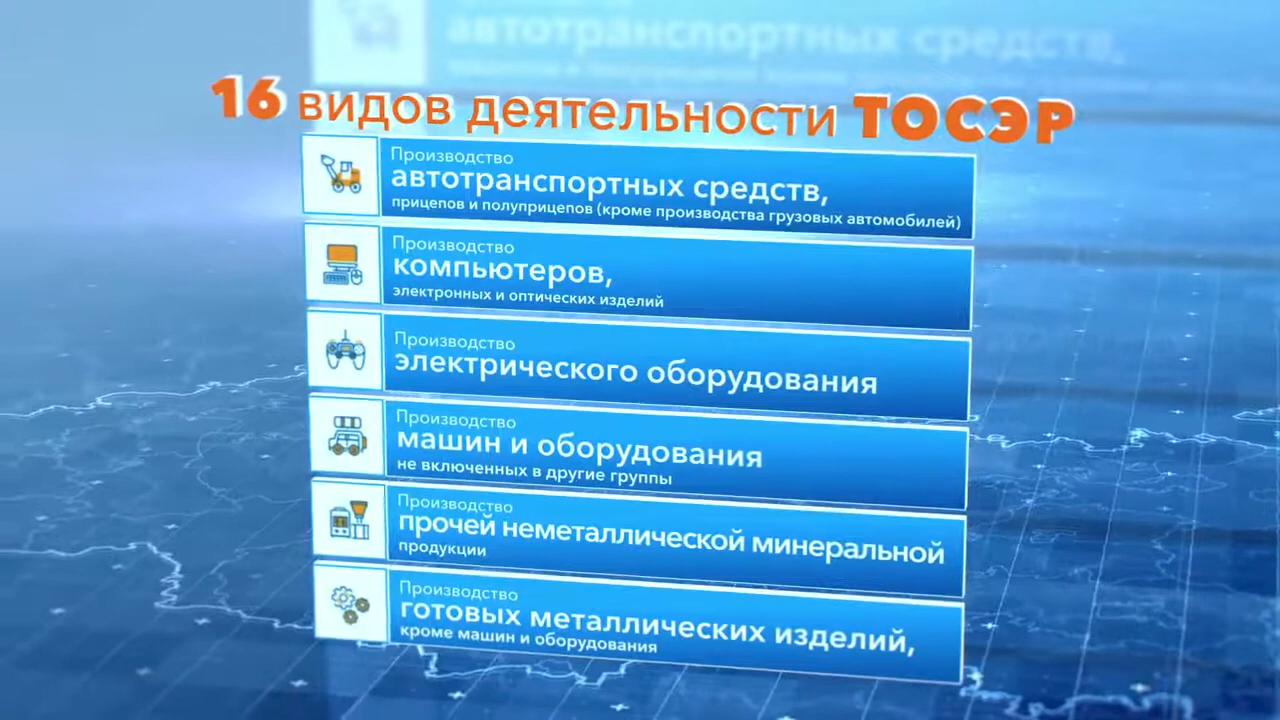 автотранспортных средств,
16 видов деятельности ТОСЭР
Производство
автотранспортных средств,
прицепов и полуприцепов (кроме производства грузовых автомобилей)
Производство
компьютеров,
электронных и оптических изделий
Производство
электрического оборудования
Производство
машин и оборудования
не включенных в другие группы
Производство
прочей неметаллической минеральной
продукции
Производство
готовых металлических изделий,
кроме машин и оборудования